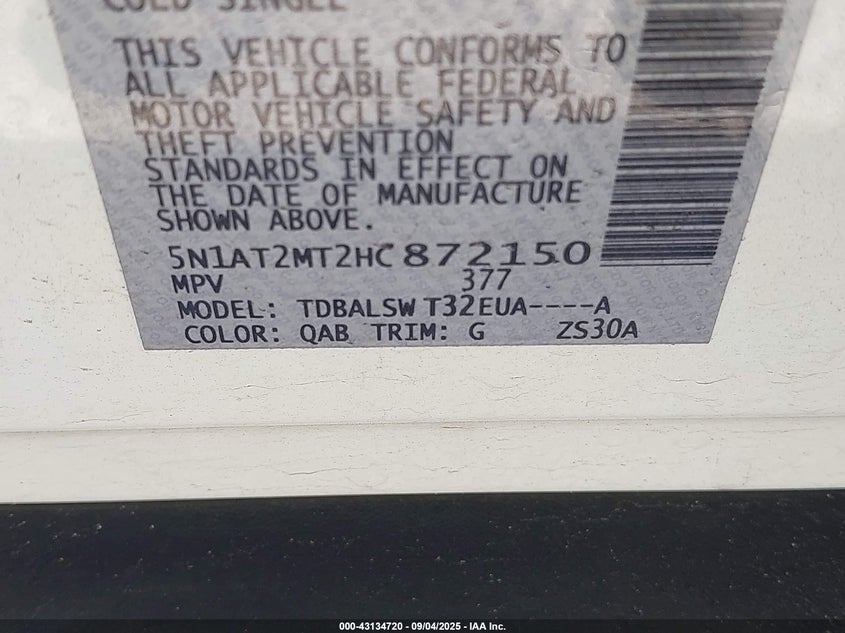 COLD SINGLE
THIS VEHICLE CONFORMS TO
ALL APPLICABLE FEDERAL
MOTOR VEHICLE SAFETY AND
THEFT PREVENTION
STANDARDS IN EFFECT ON
THE DATE OF MANUFACTURE
SHOWN ABOVE.
5N1AT2MT2HC872150
MPV 377
MODEL: TDBALSW T32EUA----A
COLOR: QAB TRIM: G ZS30A
000-43134720 - 09/04/2025 - IAA Inc.